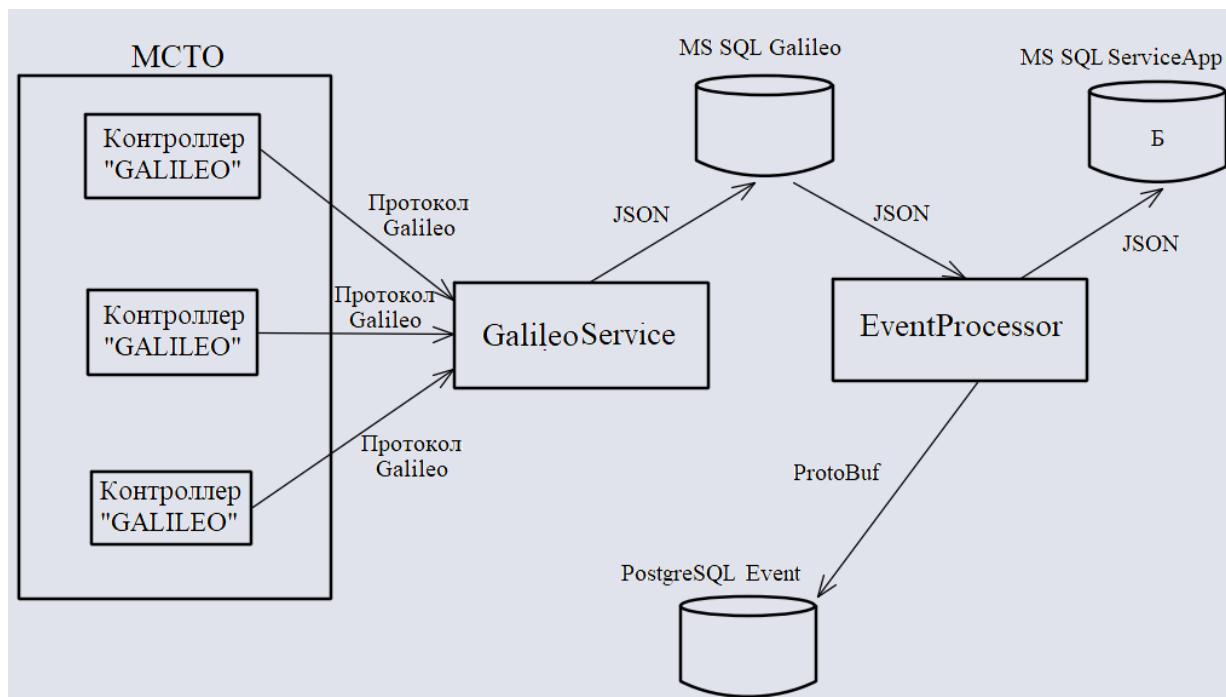 МСТО
Контроллер
"GALILEO"
Контроллер
"GALILEO"
Контроллер
"GALILEO"
Протокол
Galileo
Протокол
Galileo
Протокол
Galileo
GalileoService
JSON
MS SQL Galileo
JSON
EventProcessor
JSON
MS SQL ServiceApp
Б
ProtoBuf
PostgreSQL Event